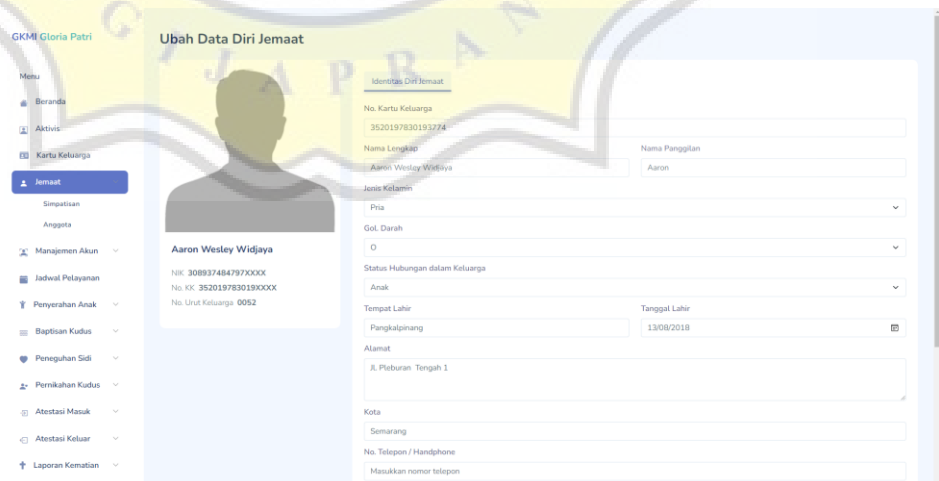 GKMI Gloria Patri
Menu
Beranda
Aktivis
Kartu Keluarga
Jemaat
Simpatisan
Anggota
Manajemen Akun
Jadwal Pelayanan
Penyerahan Anak
Baptisan Kudus
Peneguhan Sidi
Pernikahan Kudus
Atestasi Masuk
Atestasi Keluar
Laporan Kematian
Ubah Data Diri Jemaat
G I J A P R A N
Aaron Wesley Widjaya
NIK 308937484797XXXX
No. KK 352019783019XXXX
No. Urut Keluarga 0052
Identitas Diri Jemaat
No. Kartu Keluarga
3520197830193774
Nama Lengkap Nama Panggilan
Aaron Wesley Widjaya Aaron
Jenis Kelamin
Pria
Gol. Darah
O
Status Hubungan dalam Keluarga
Anak
Tempat Lahir Tanggal Lahir
Pangkalpinang 13/08/2018
Alamat
Jl. Pleburan Tengah 1
Kota
Semarang
No. Telepon / Handphone
Masukkan nomor telepon